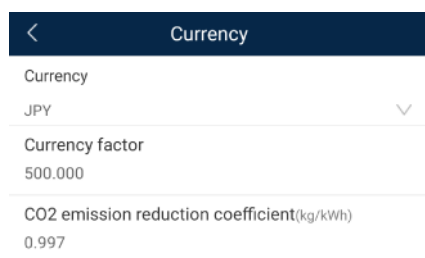 Currency
Currency
JPY
Currency factor
500.000
CO2 emission reduction coefficient(kg/kWh)
0.997